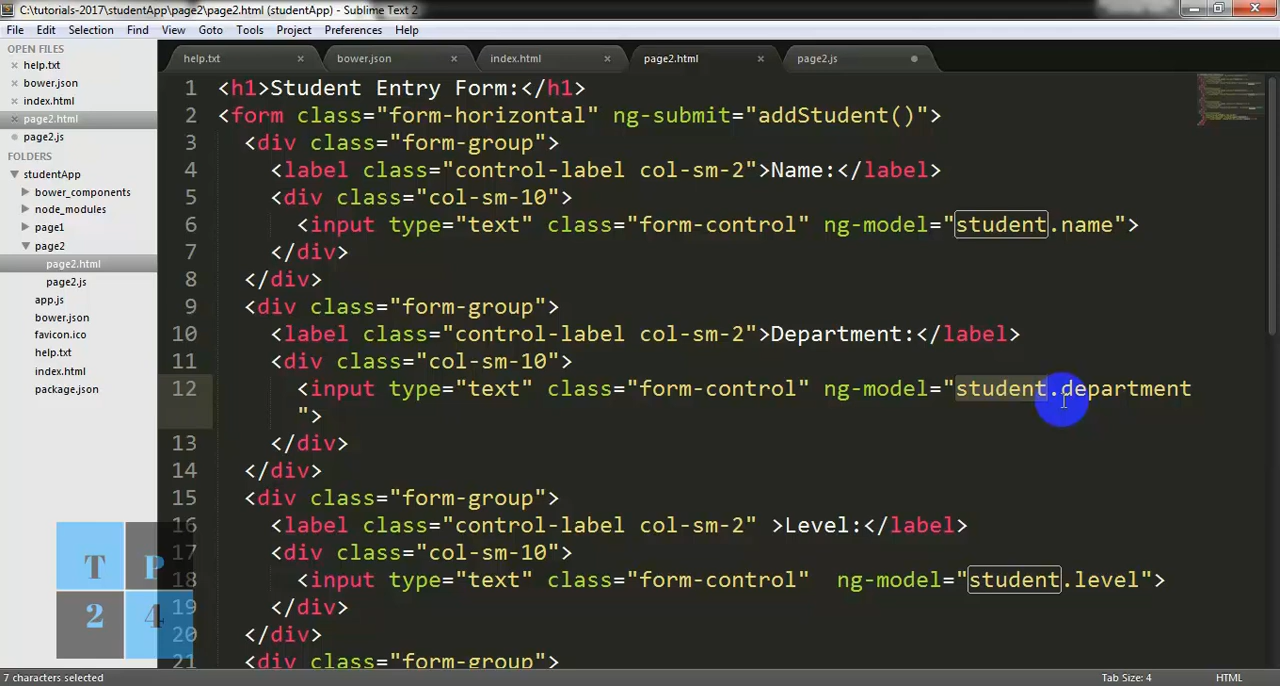 C:\tutorials-2017\studentApp\page2\page2.html (studentApp) - Sublime Text 2
File Edit Selection Find View Goto Tools Project Preferences Help
OPEN FILES
help.txt
bower.json
index.html
page2.html
page2.js
FOLDERS
studentApp
bower_components
node_modules
page1
page2
page2.html
page2.js
app.js
bower.json
favicon.ico
help.txt
index.html
package.json
help.txt bower.json index.html page2.html page2.js
1 <h1>Student Entry Form:</h1>
2 <form class="form-horizontal" ng-submit="addStudent()">
3 <div class="form-group">
4 <label class="control-label col-sm-2">Name:</label>
5 <div class="col-sm-10">
6 <input type="text" class="form-control" ng-model="student.name">
7 </div>
8 </div>
9 <div class="form-group">
10 <label class="control-label col-sm-2">Department:</label>
11 <div class="col-sm-10">
12 <input type="text" class="form-control" ng-model="student.department
">
13 </div>
14 </div>
15 <div class="form-group">
16 <label class="control-label col-sm-2" >Level:</label>
17 <div class="col-sm-10">
18 <input type="text" class="form-control"  ng-model="student.level">
19 </div>
20 </div>
21 <div class="form-group">
T P
2 4
7 characters selected Tab Size: 4 HTML